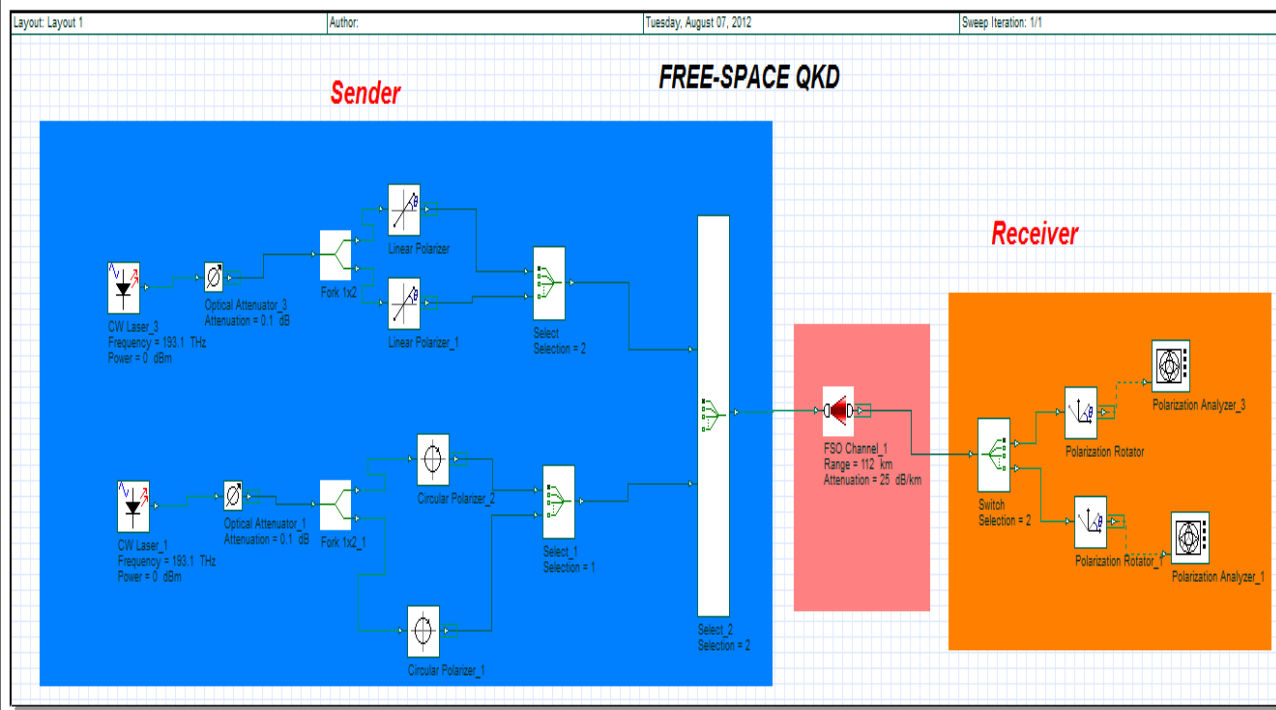 Layout: Layout 1
Author:
Tuesday, August 07, 2012
Sweep Iteration: 1/1
FREE-SPACE QKD
Sender
Receiver
Linear Polarizer
Fork 1x2
Optical Attenuator_3
Attenuation = 0.1 dB
CW Laser_3
Frequency = 193.1 THz
Power = 0 dBm
Linear Polarizer_1
Select
Selection = 2
Polarization Analyzer_3
Polarization Rotator
FSO Channel_1
Range = 112 km
Attenuation = 25 dB/km
Circular Polarizer_2
Switch
Selection = 2
Optical Attenuator_1
Attenuation = 0.1 dB
Fork 1x2_1
CW Laser_1
Frequency = 193.1 THz
Power = 0 dBm
Select_1
Selection = 1
Polarization Rotator_1
Polarization Analyzer_1
Select_2
Selection = 2
Circular Polarizer_1